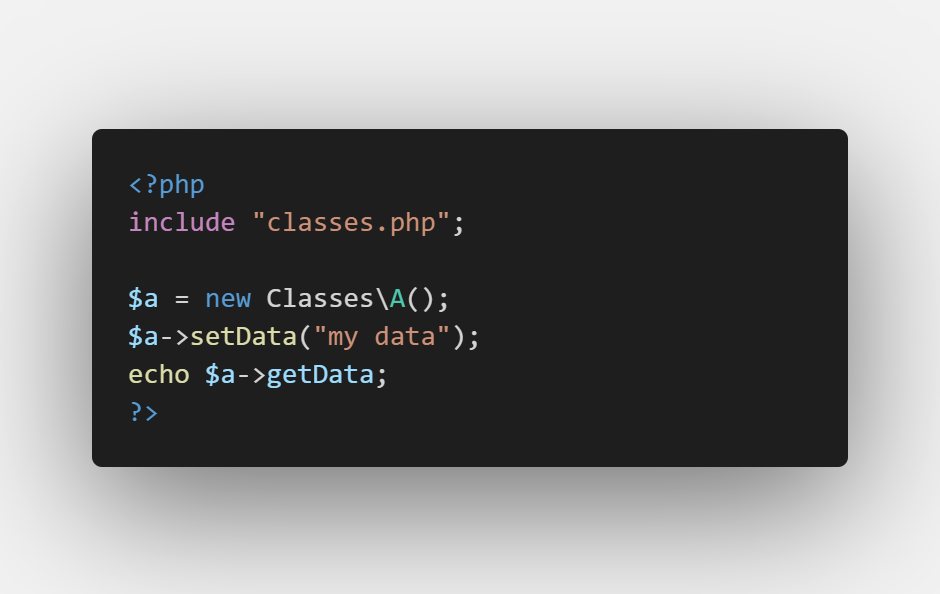 <?php
include "classes.php";

$a = new Classes\A();
$a->setData("my data");
echo $a->getData;
?>